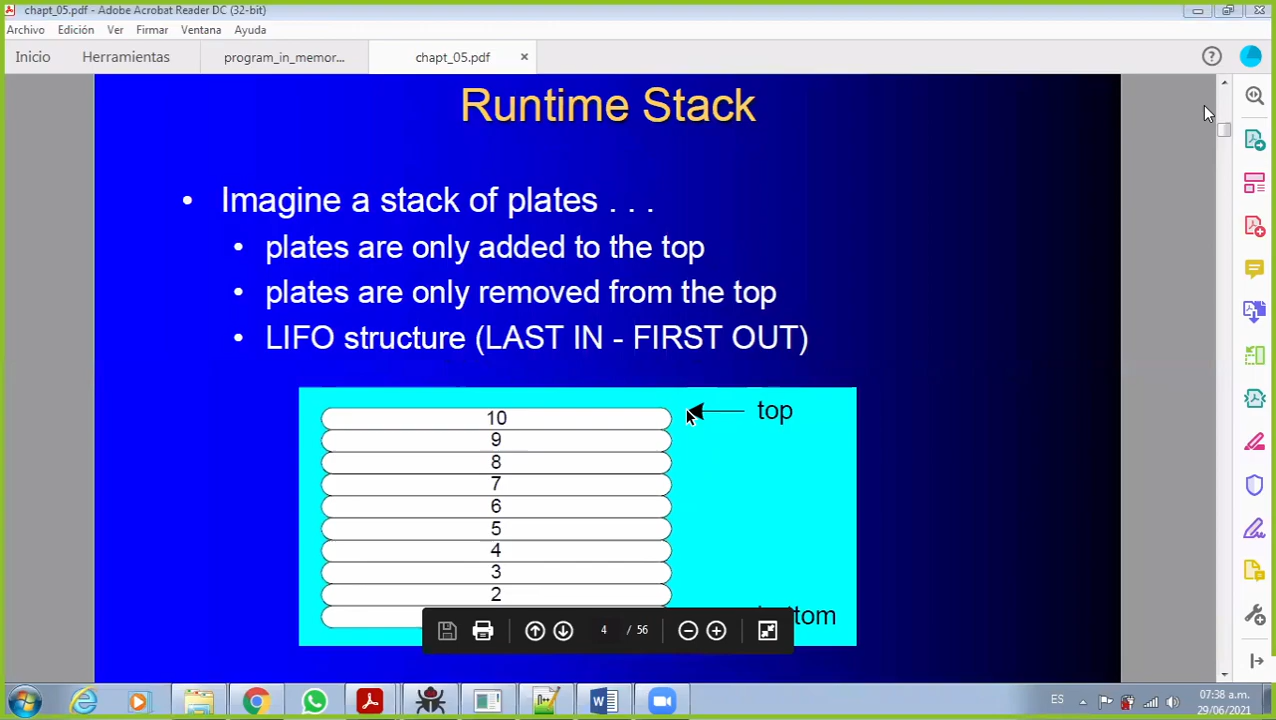 chapt_05.pdf - Adobe Acrobat Reader DC (32-bit)
Archivo Edición Ver Firmar Ventana Ayuda
Inicio Herramientas program_in_memor... chapt_05.pdf
Runtime Stack
• Imagine a stack of plates . . .
• plates are only added to the top
• plates are only removed from the top
• LIFO structure (LAST IN - FIRST OUT)
10 top
9
8
7
6
5
4
3
2
4 / 56
ES 07:38 a.m.
29/06/2021